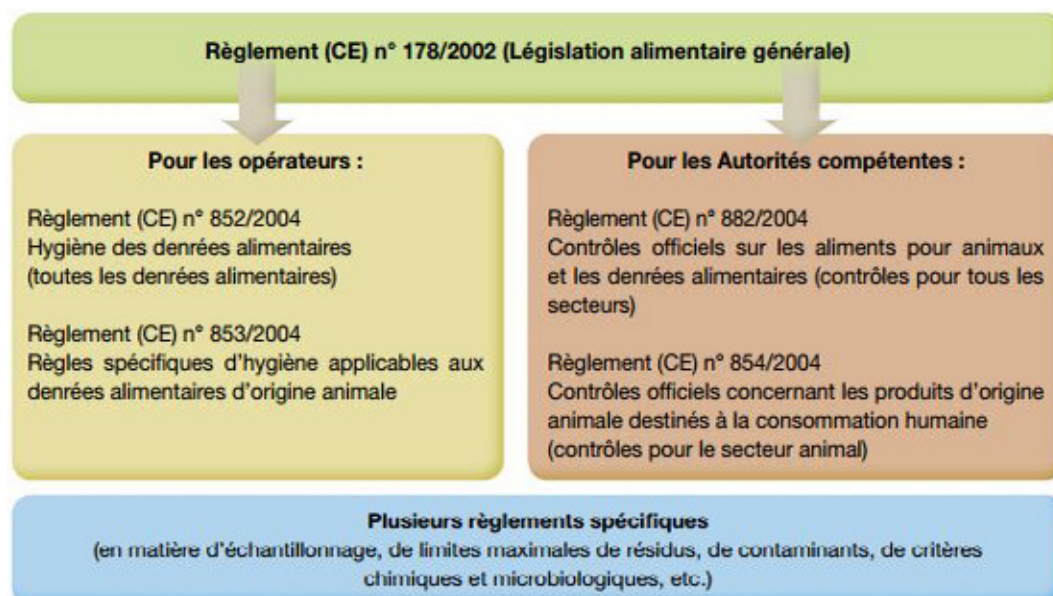 Règlement (CE) n° 178/2002 (Législation alimentaire générale)
Pour les opérateurs :
Règlement (CE) n° 852/2004
Hygiène des denrées alimentaires
(toutes les denrées alimentaires)
Règlement (CE) n° 853/2004
Règles spécifiques d'hygiène applicables aux
denrées alimentaires d'origine animale
Pour les Autorités compétentes :
Règlement (CE) n° 882/2004
Contrôles officiels sur les aliments pour animaux
et les denrées alimentaires (contrôles pour tous les
secteurs)
Règlement (CE) n° 854/2004
Contrôles officiels concernant les produits d'origine
animale destinés à la consommation humaine
(contrôles pour le secteur animal)
Plusieurs règlements spécifiques
(en matière d'échantillonnage, de limites maximales de résidus, de contaminants, de critères
chimiques et microbiologiques, etc.)